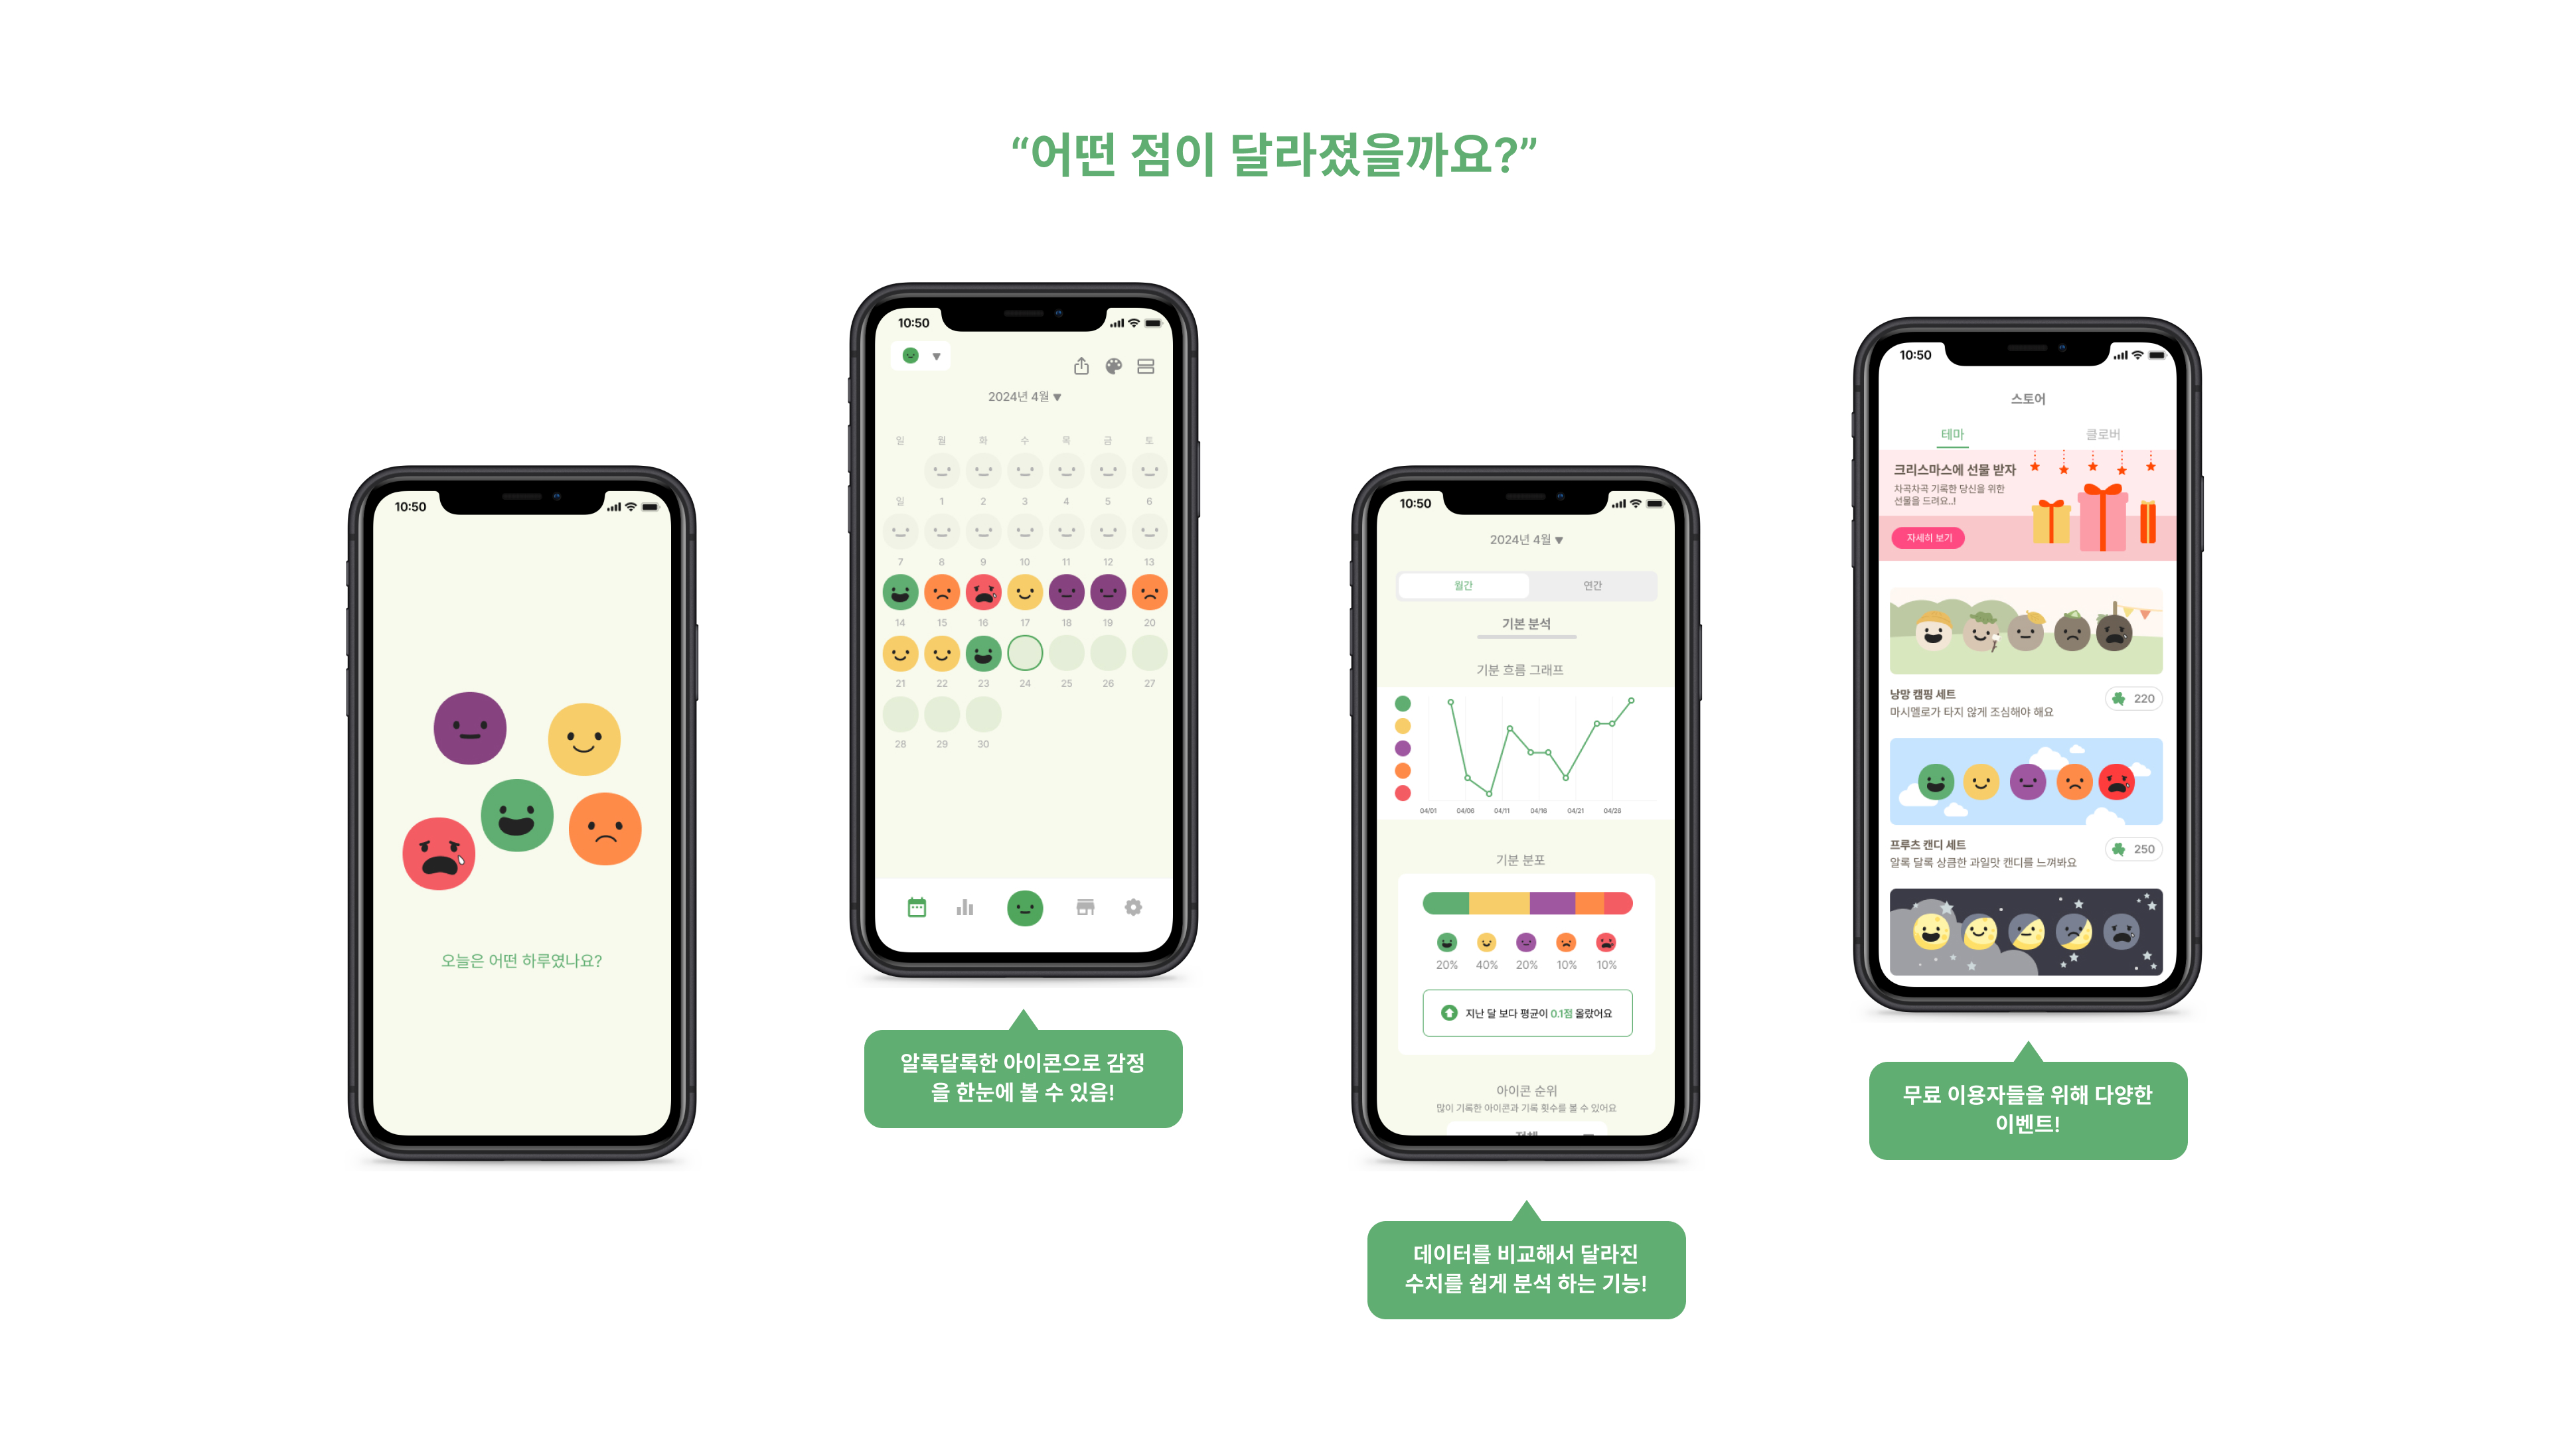 “어떤 점이 달라졌을까요?”
10:50
오늘은 어떤 하루였나요?
10:50
2024년 4월 ▼
일 월 화 수 목 금 토
일 1 2 3 4 5 6
7 8 9 10 11 12 13
14 15 16 17 18 19 20
21 22 23 24 25 26 27
28 29 30
알록달록한 아이콘으로 감정
을 한눈에 볼 수 있음!
10:50
2024년 4월 ▼
월간 연간
기본 분석
기분 흐름 그래프
04/01 04/06 04/11 04/16 04/21 04/26
기분 분포
20% 40% 20% 10% 10%
지난 달 보다 평균이 0.1점 올랐어요
아이콘 순위
많이 기록한 아이콘과 기록 횟수를 볼 수 있어요
데이터를 비교해서 달라진
수치를 쉽게 분석 하는 기능!
10:50
스토어
테마 클로버
크리스마스에 선물 받자
차곡차곡 기록한 당신을 위한
선물을 드려요..!
자세히 보기
낭망 캠핑 세트
220
마시멜로가 타지 않게 조심해야 해요
프루츠 캔디 세트
250
알록 달록 상큼한 과일맛 캔디를 느껴봐요
무료 이용자들을 위해 다양한
이벤트!